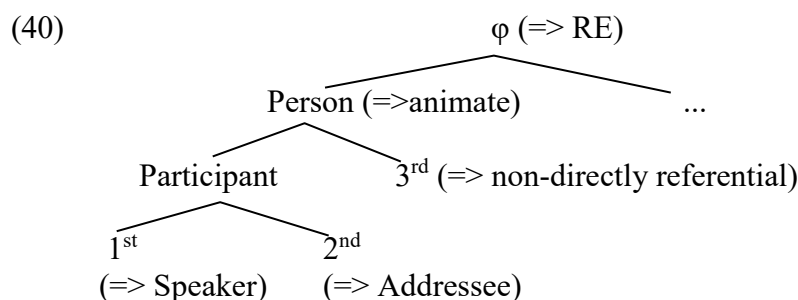 (40) φ (=> RE)
Person (=>animate) ...
Participant 3rd (=> non-directly referential)
1st 2nd
(=> Speaker) (=> Addressee)